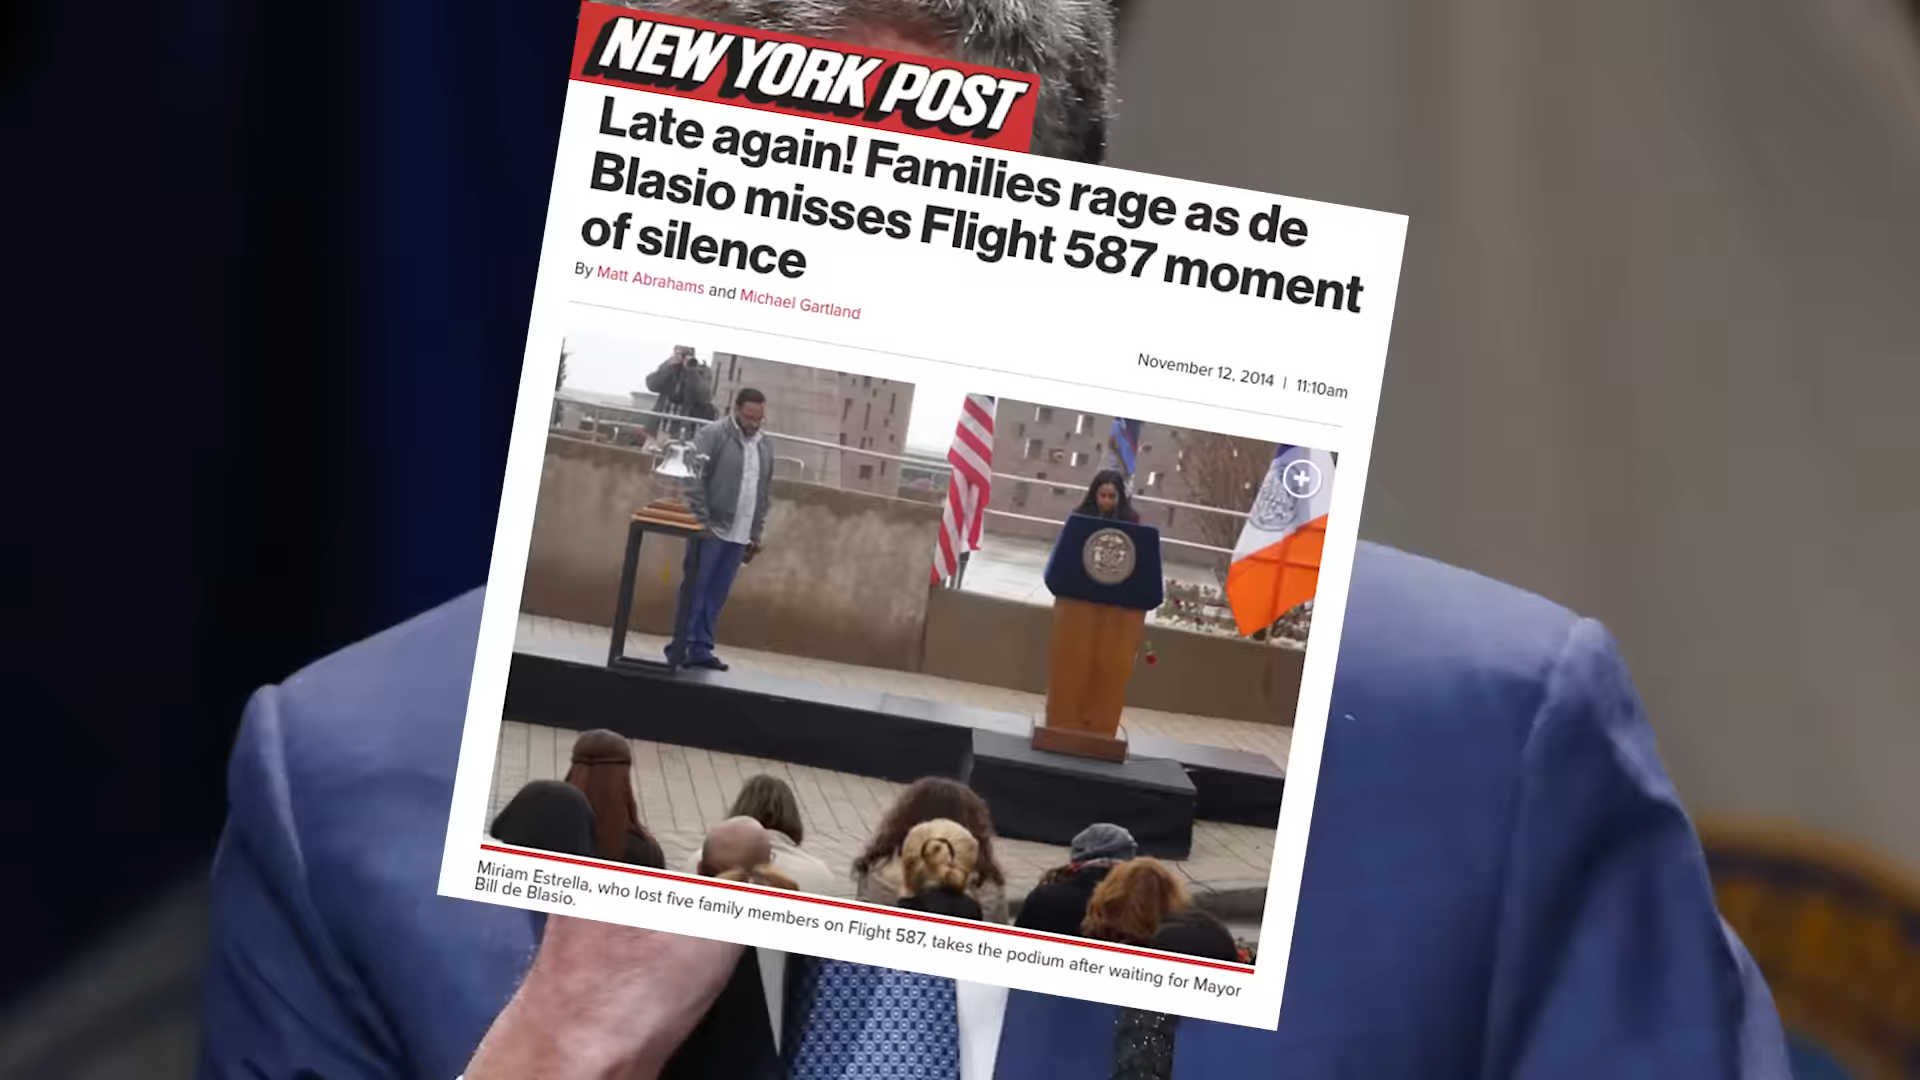 NEW YORK POST
Late again! Families rage as de
Blasio misses Flight 587 moment
of silence
By Matt Abrahams and Michael Gartland
November 12, 2014 | 11:10am
Miriam Estrella, who lost five family members on Flight 587, takes the podium after waiting for Mayor
Bill de Blasio.